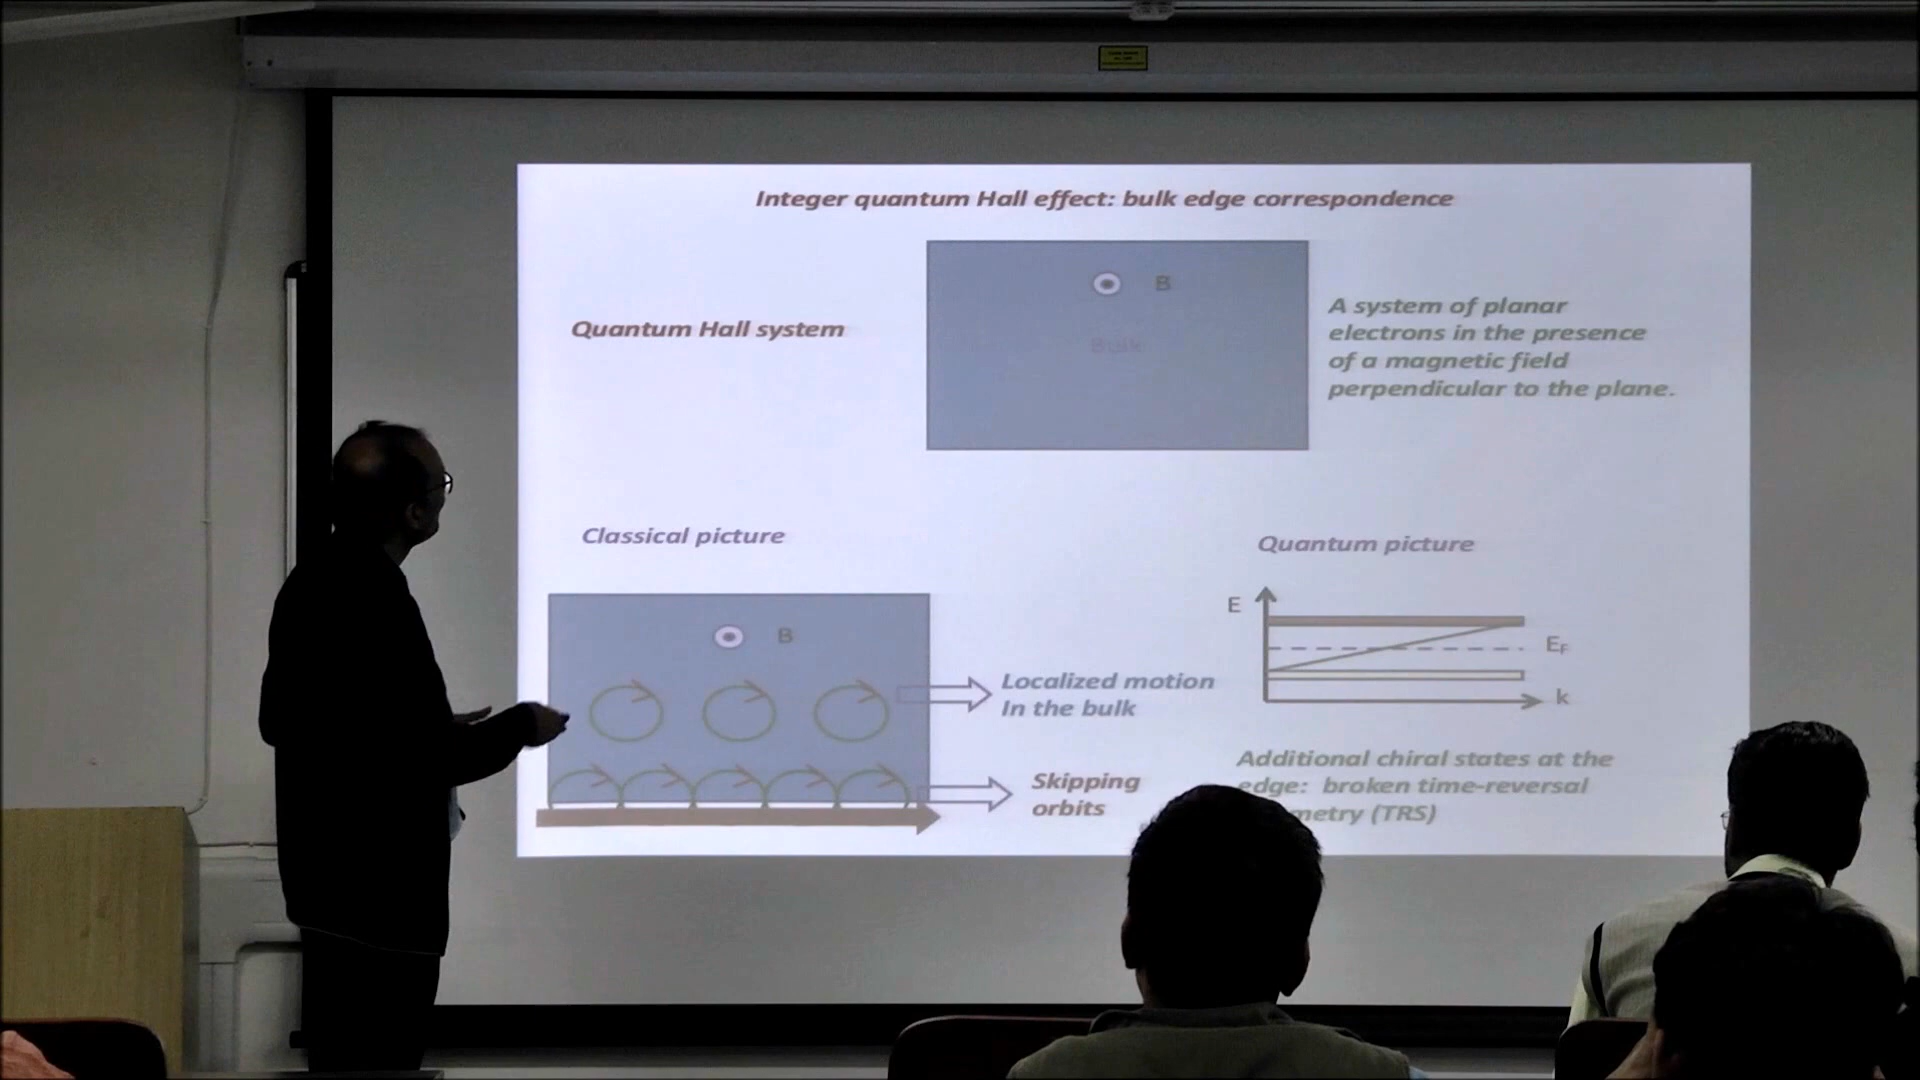 Integer quantum Hall effect: bulk edge correspondence
B
Bulk
Quantum Hall system
A system of planar
electrons in the presence
of a magnetic field
perpendicular to the plane.
Classical picture
B
Localized motion
In the bulk
Skipping
orbits
Quantum picture
E
EF
k
Additional chiral states at the
edge: broken time-reversal
metry (TRS)